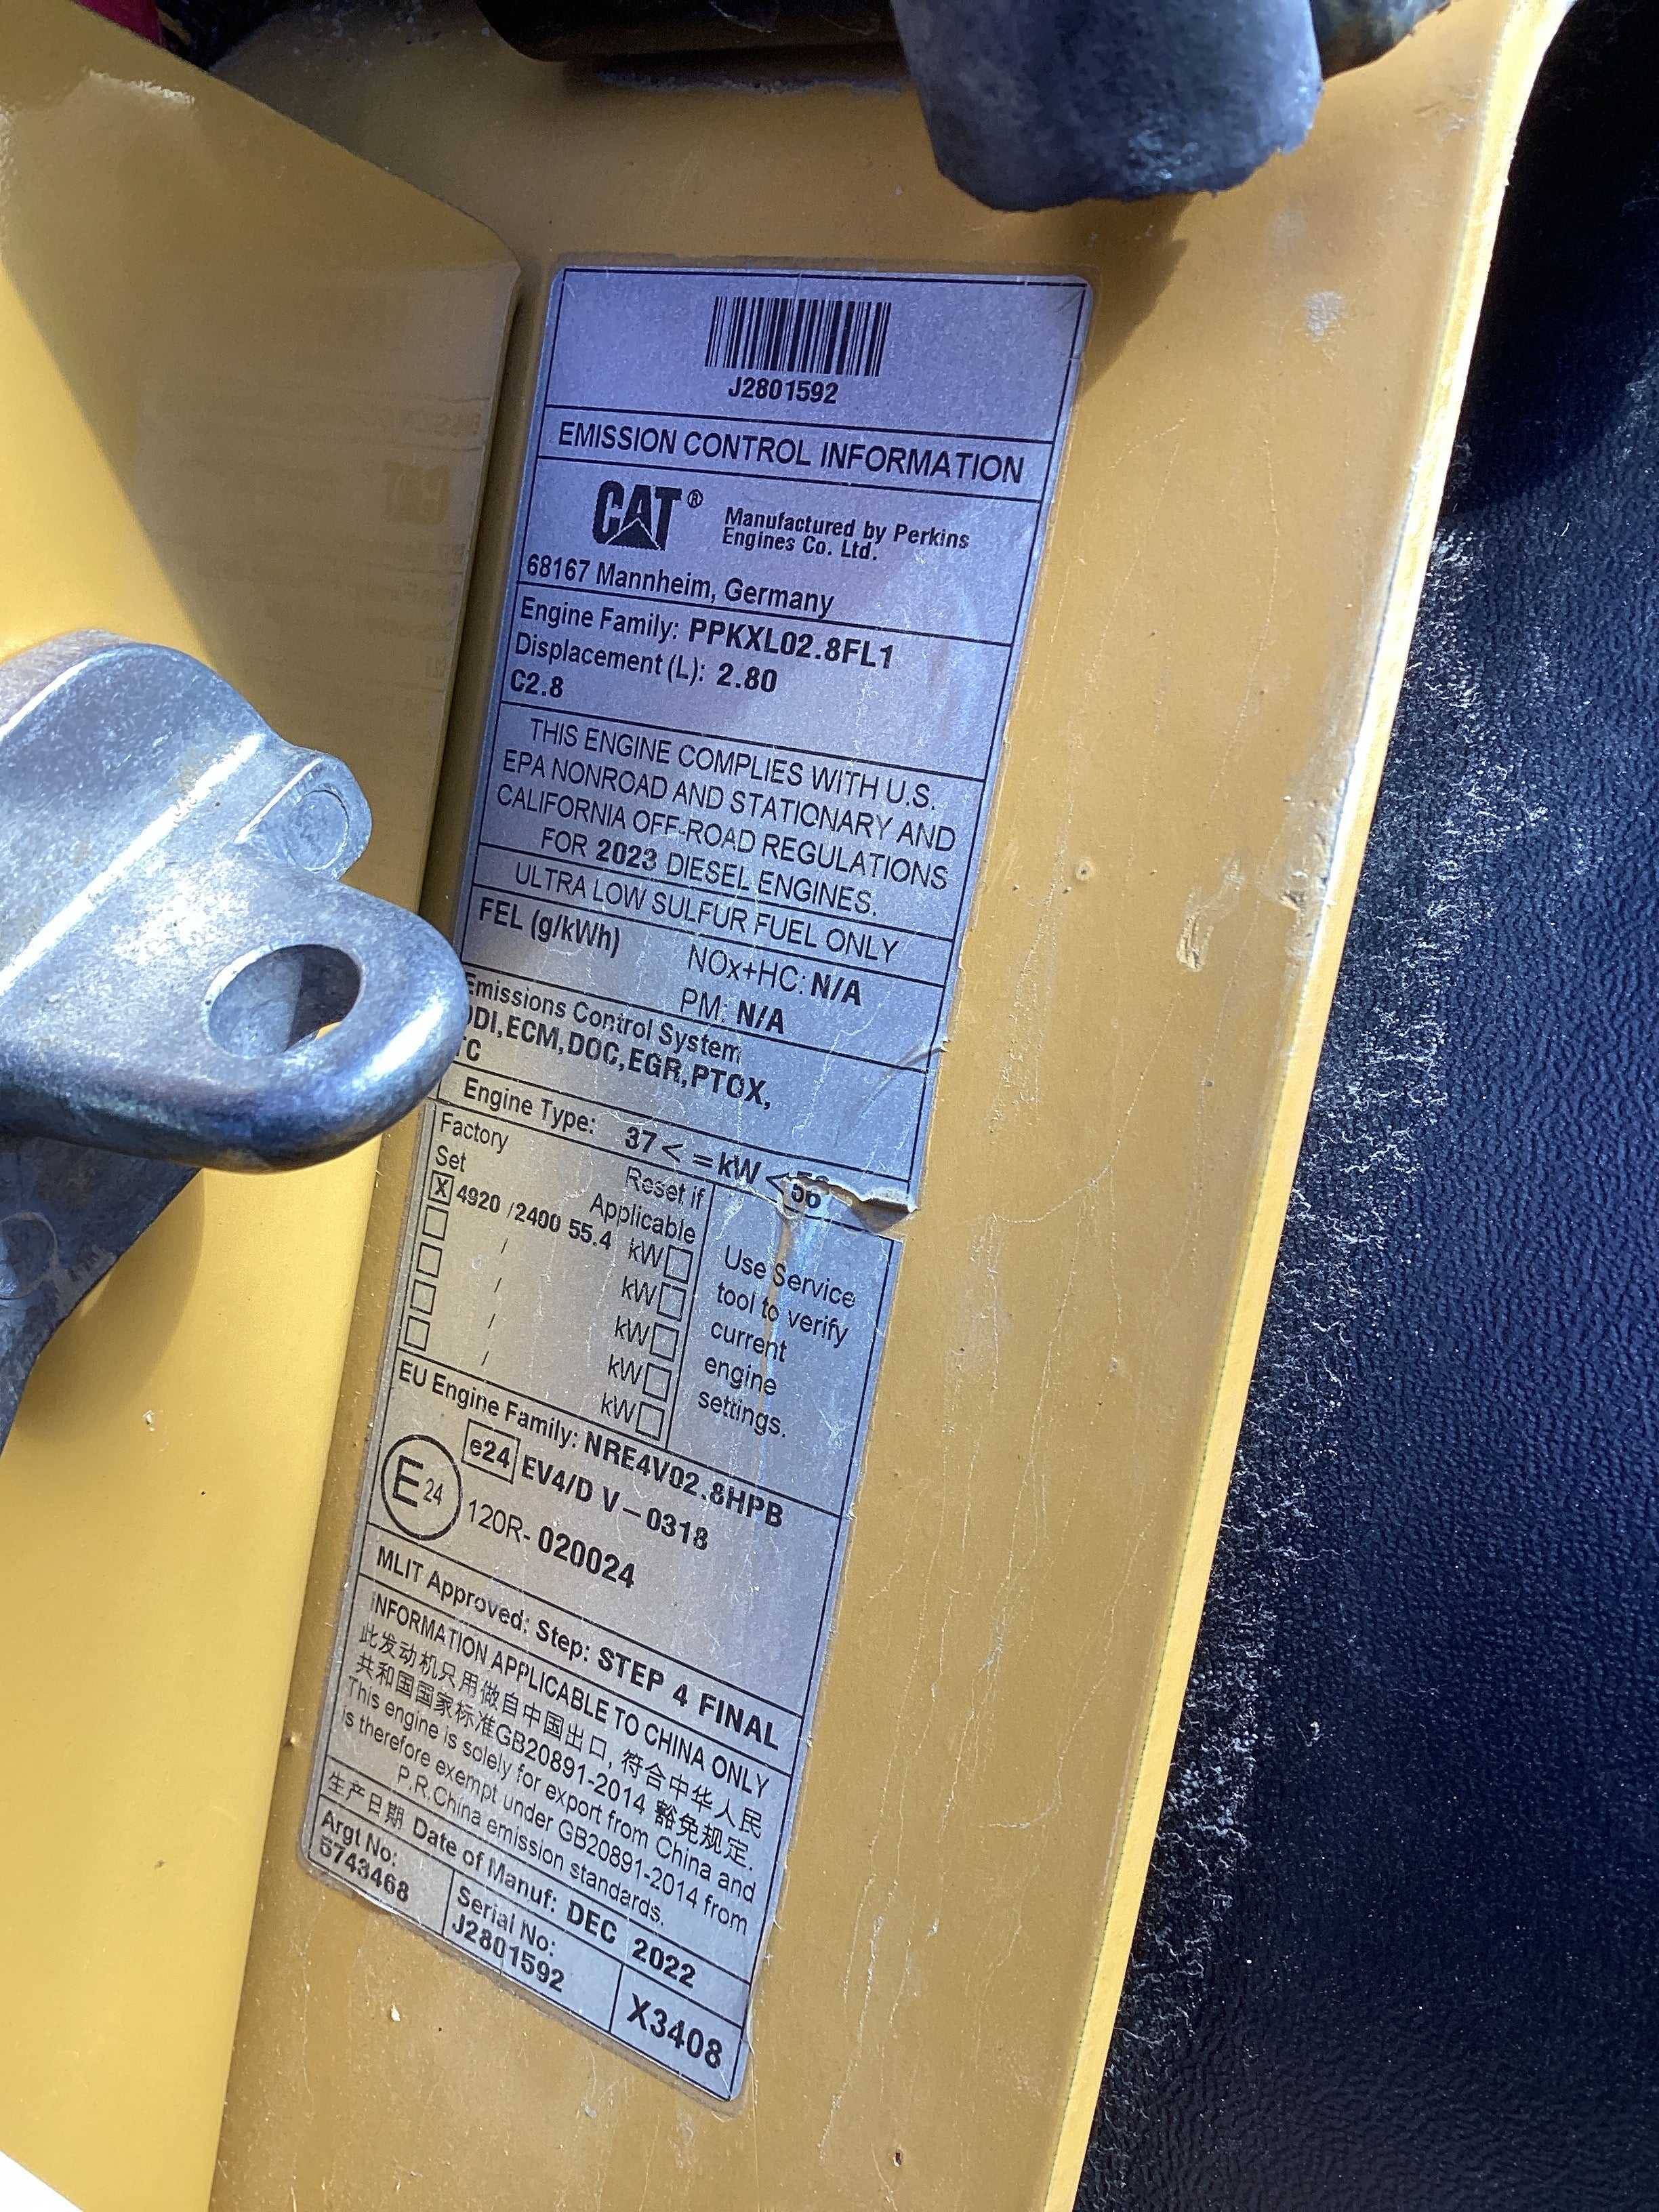 J2801592
EMISSION CONTROL INFORMATION
CAT® Manufactured by Perkins
Engines Co. Ltd.
68167 Mannheim, Germany
Engine Family: PPKXL02.8FL1
Displacement (L): 2.80
C2.8
THIS ENGINE COMPLIES WITH U.S.
EPA NONROAD AND STATIONARY AND
CALIFORNIA OFF-ROAD REGULATIONS
FOR 2023 DIESEL ENGINES.
ULTRA LOW SULFUR FUEL ONLY
FEL (g/kWh) NOx+HC: N/A
PM: N/A
Emissions Control System
DDI,ECM,DOC,EGR,PTOX,
TC
Engine Type: 37< =kW <56
Factory
Set
Reset if
Applicable
X 4920 /2400 55.4 kW
/ kW
/ kW
/ kW
/ kW
Use Service
tool to verify
current
engine
settings.
EU Engine Family: NRE4V02.8HPB
e24 EV4/D V-0318
E24 120R-020024
MLIT Approved: Step: STEP 4 FINAL
INFORMATION APPLICABLE TO CHINA ONLY
此发动机只用做自中国出口, 符合中华人民
共和国国家标准GB20891-2014 豁免规定.
This engine is solely for export from China and
is therefore exempt under GB20891-2014 from
P.R.China emission standards.
生产日期 Date of Manuf: DEC 2022
Argt No:
5743468
Serial No:
J2801592
X3408